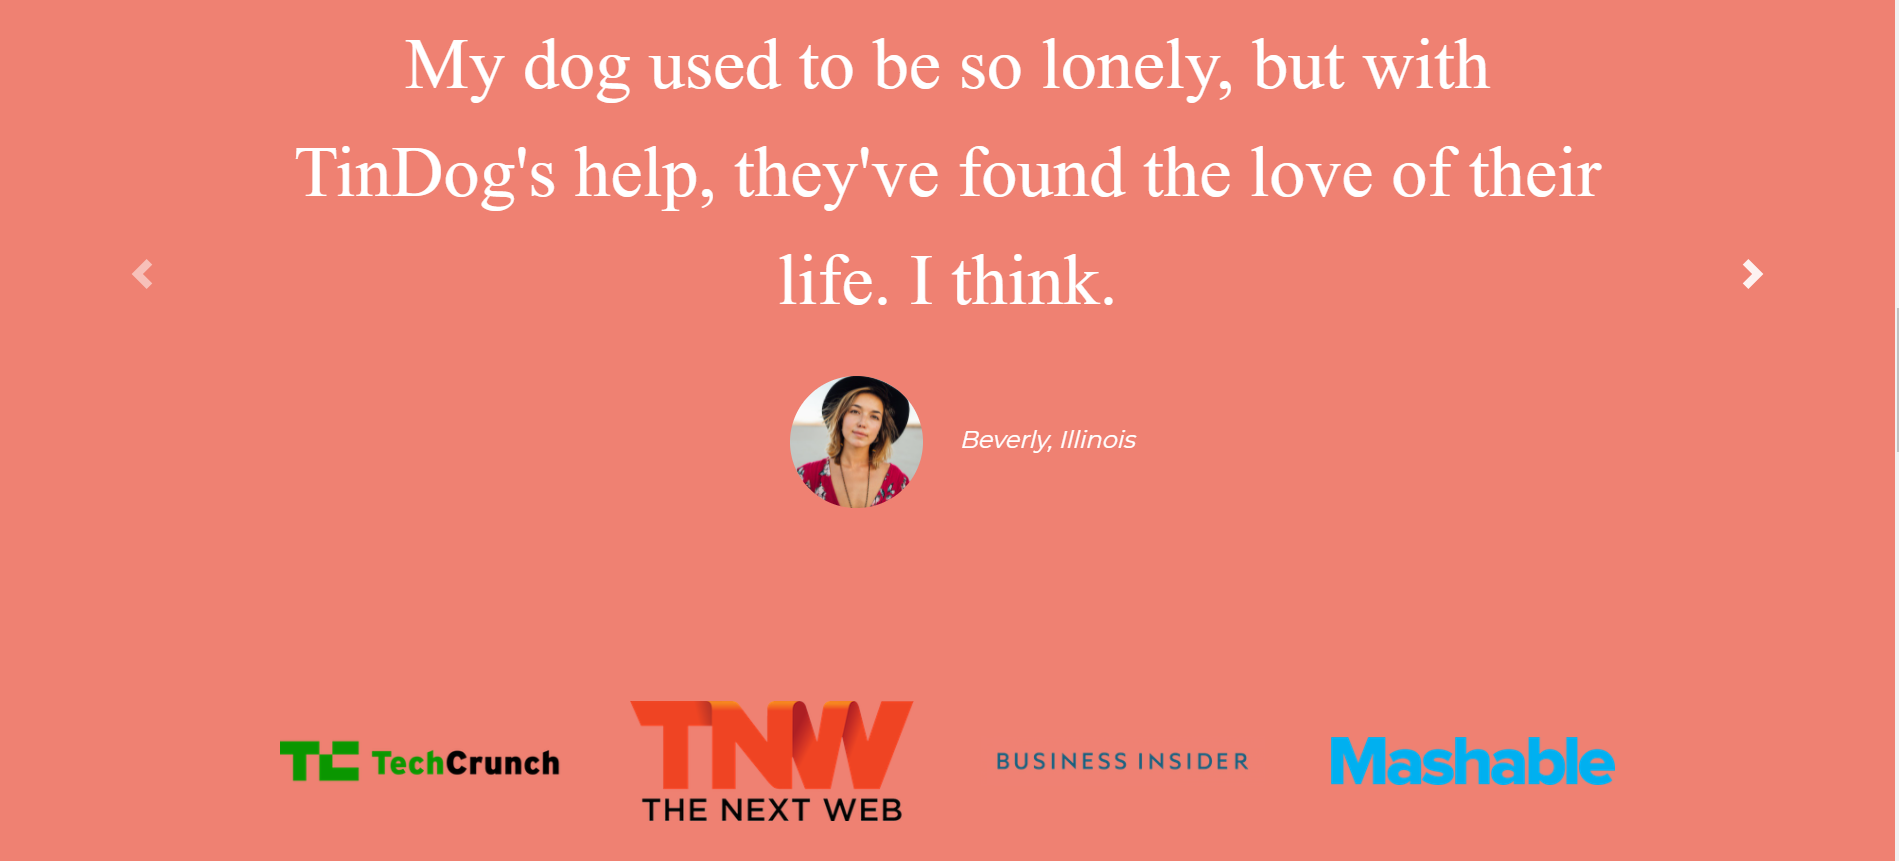 My dog used to be so lonely, but with
TinDog's help, they've found the love of their
life. I think.
Beverly, Illinois
TC TechCrunch
TNW
THE NEXT WEB
BUSINESS INSIDER
Mashable